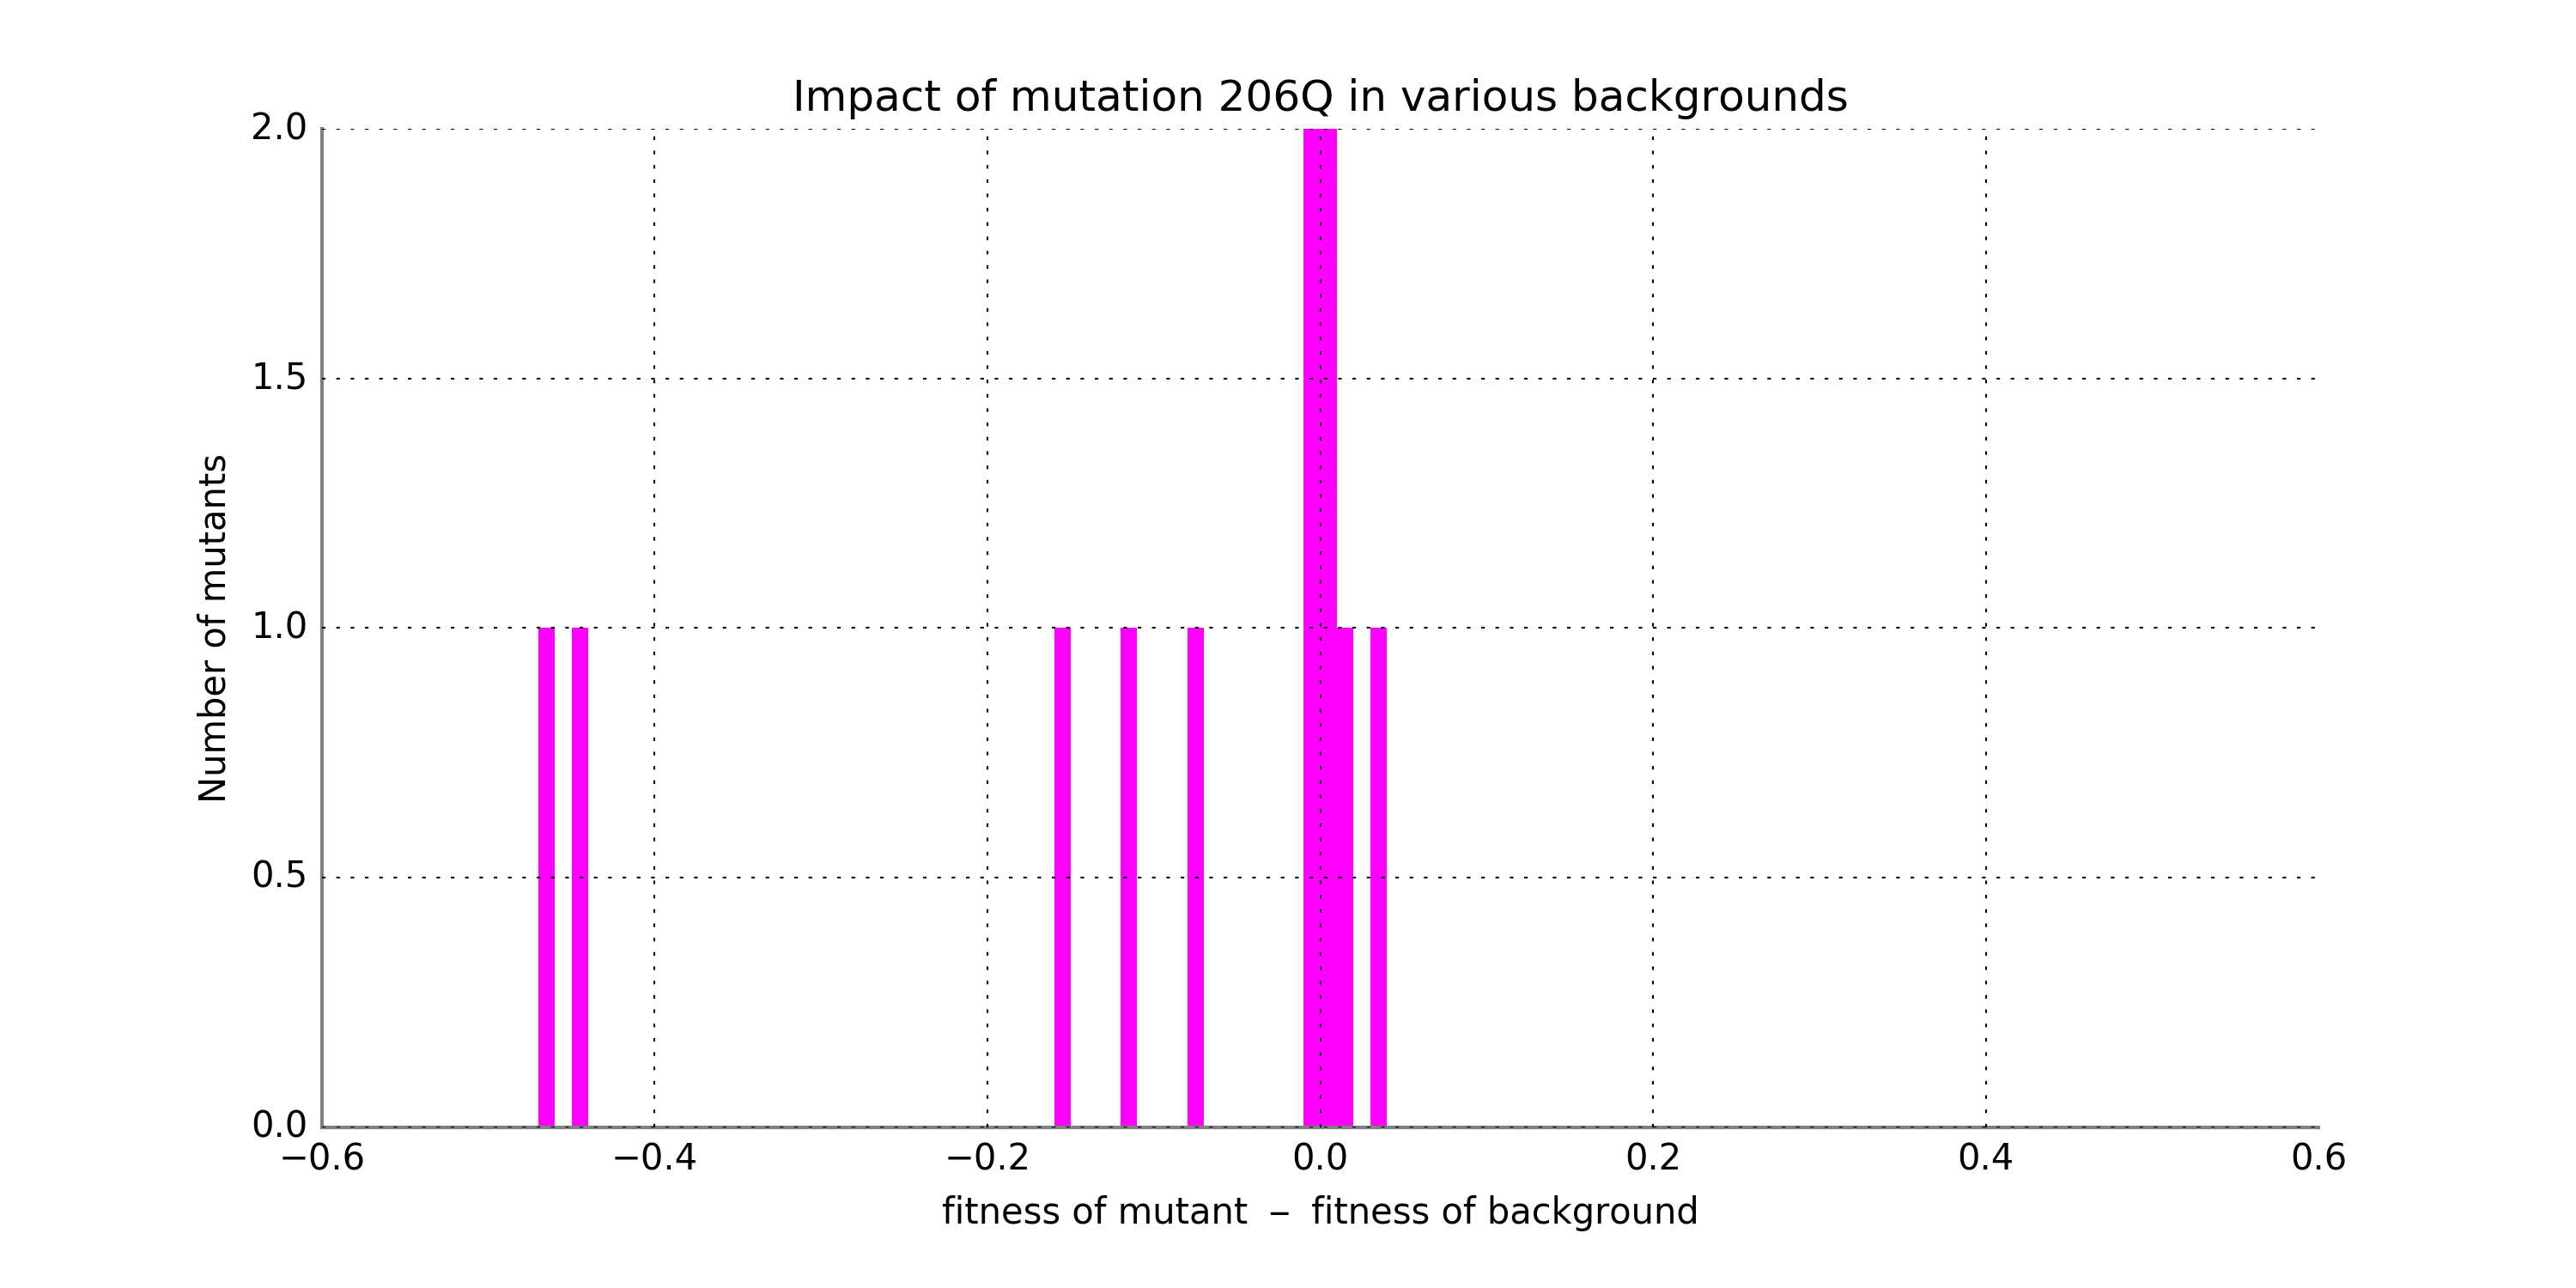 Impact of mutation 206Q in various backgrounds
2.0
1.5
1.0
0.5
0.0
Number of mutants
−0.6 −0.4 −0.2 0.0 0.2 0.4 0.6
fitness of mutant − fitness of background